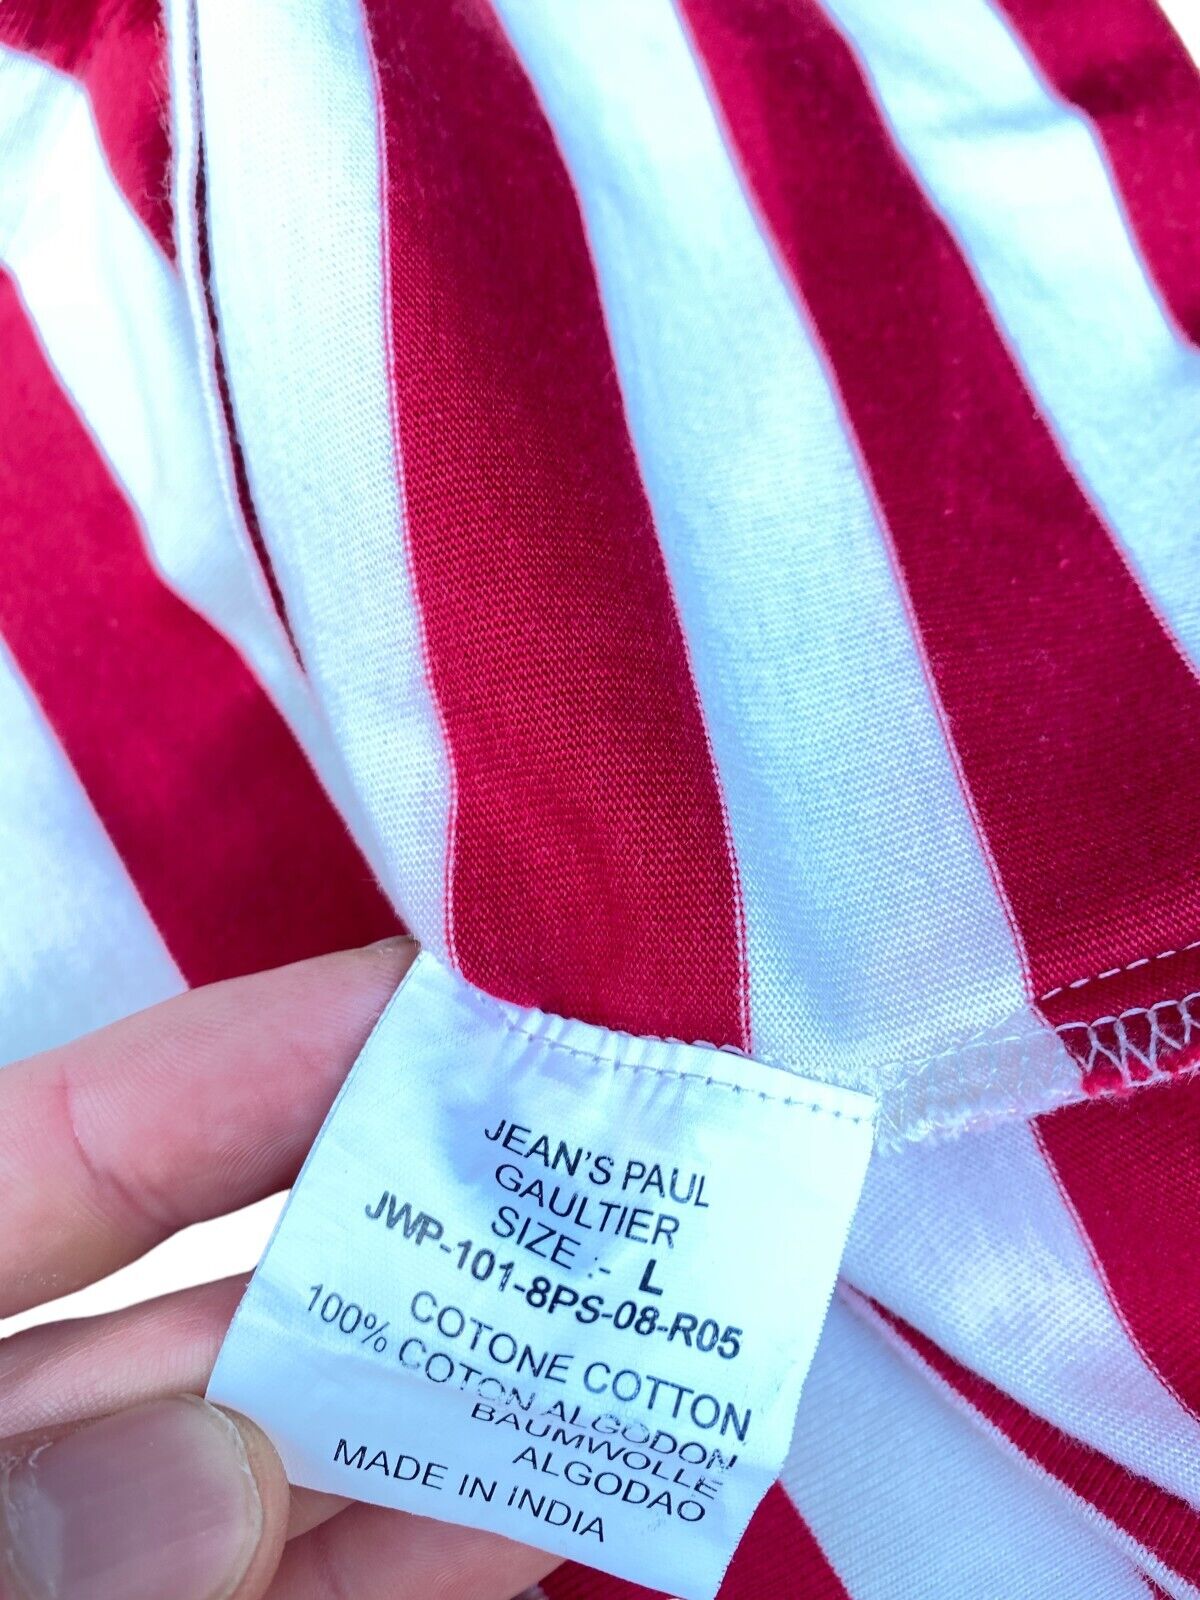 JEAN'S PAUL
GAULTIER
SIZE :- L
JWP-101-8PS-08-R05
COTONE COTTON
100% COTON ALGODON
BAUMWOLLE
ALGODAO
MADE IN INDIA